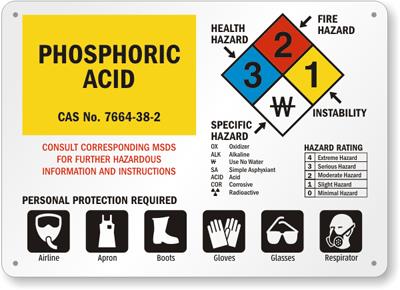 PHOSPHORIC
ACID
CAS No. 7664-38-2
CONSULT CORRESPONDING MSDS
FOR FURTHER HAZARDOUS
INFORMATION AND INSTRUCTIONS
HEALTH
HAZARD
FIRE
HAZARD
2
3
1
W
INSTABILITY
SPECIFIC
HAZARD
OX Oxidizer
ALK Alkaline
W Use No Water
SA Simple Asphyxiant
ACID Acid
COR Corrosive
Radioactive
HAZARD RATING
4 Extreme Hazard
3 Serious Hazard
2 Moderate Hazard
1 Slight Hazard
0 Minimal Hazard
PERSONAL PROTECTION REQUIRED
Airline
Apron
Boots
Gloves
Glasses
Respirator